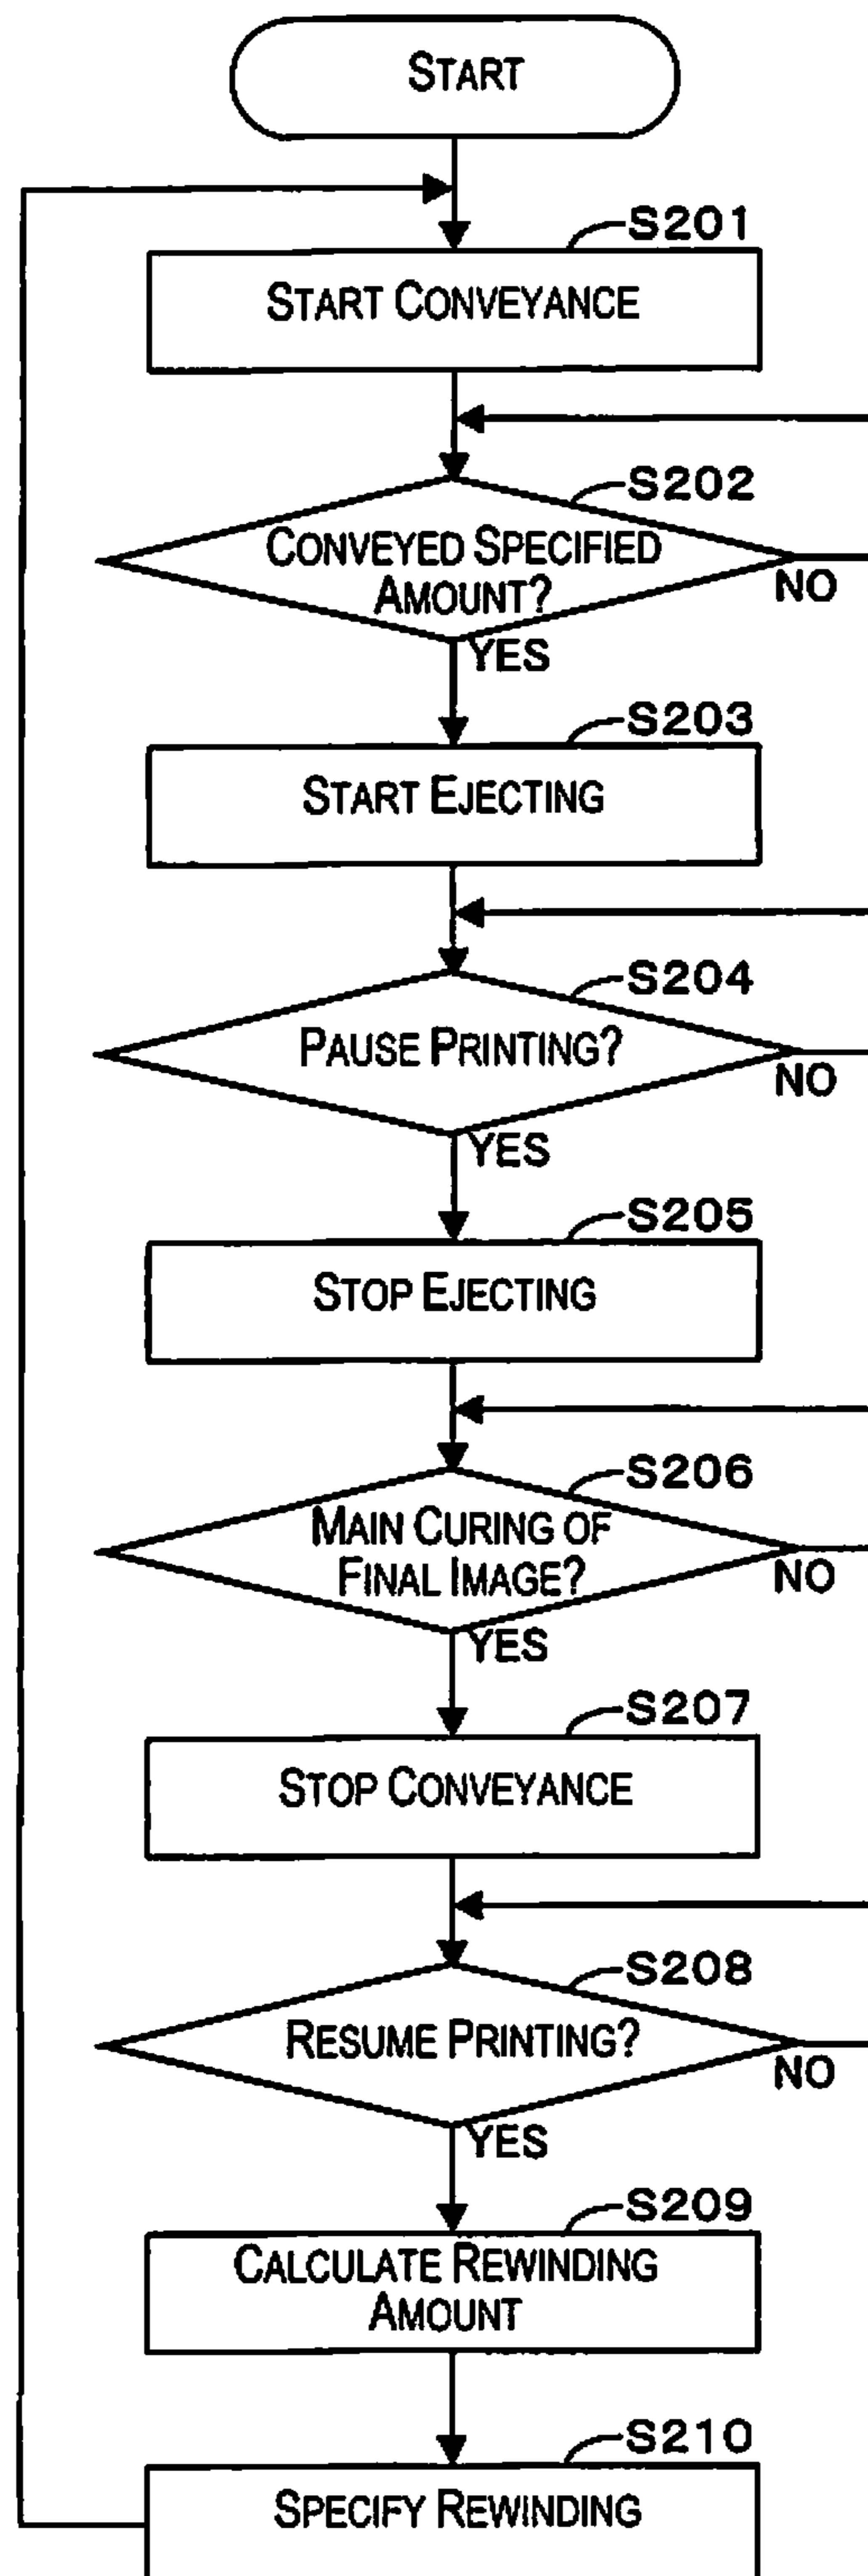 START
S201
START CONVEYANCE
S202
CONVEYED SPECIFIED
AMOUNT?
NO
YES
S203
START EJECTING
S204
PAUSE PRINTING?
NO
YES
S205
STOP EJECTING
S206
MAIN CURING OF
FINAL IMAGE?
NO
YES
S207
STOP CONVEYANCE
S208
RESUME PRINTING?
NO
YES
S209
CALCULATE REWINDING
AMOUNT
S210
SPECIFY REWINDING